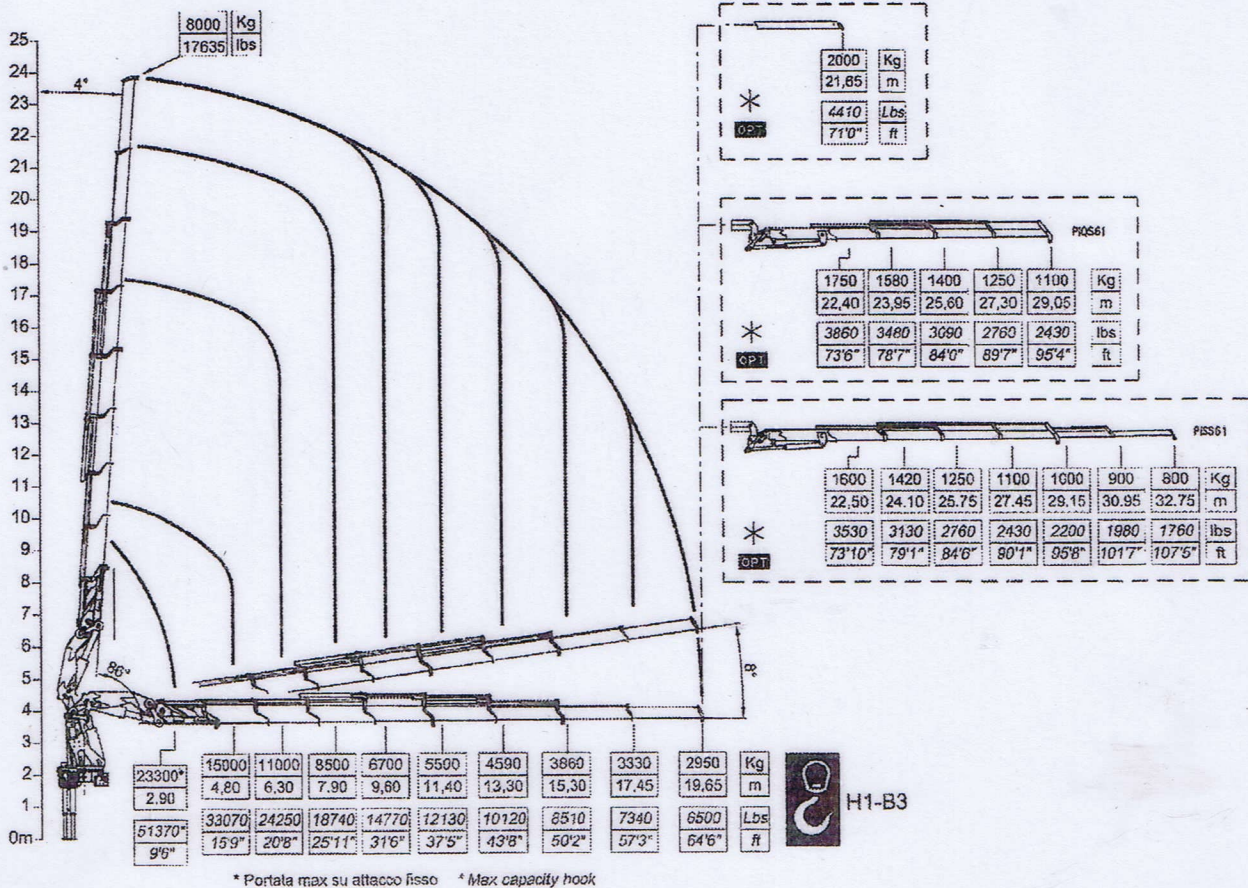 8000 Kg
17635 lbs
25
24
23
22
21
20
19
18
17
16
15
14
13
12
11
10
9
8
7
6
5
4
3
2
1
0m
4°
86°
8°
2000 Kg
21,65 m
4410 Lbs
71'0" ft
*
OPT
PIQS61
1750 1580 1400 1250 1100 Kg
22,40 23,95 25,60 27,30 29,05 m
3860 3480 3090 2760 2430 lbs
73'6" 78'7" 84'0" 89'7" 95'4" ft
*
OPT
PISS61
1600 1420 1250 1100 1000 900 800 Kg
22,50 24.10 25.75 27.45 29.15 30.95 32.75 m
3530 3130 2760 2430 2200 1980 1760 lbs
73'10" 79'1" 84'6" 90'1" 95'8" 101'7" 107'5" ft
*
OPT
23300* 15000 11000 8500 6700 5500 4590 3860 3330 2950 Kg
2.90 4,80 6.30 7.90 9,60 11,40 13,30 15,30 17,45 19,65 m
51370* 33070 24250 18740 14770 12130 10120 8510 7340 6500 Lbs
9'6" 15'9" 20'8" 25'11" 31'6" 37'5" 43'8" 50'2" 57'3" 64'6" ft
H1-B3
* Portata max su attacco fisso * Max capacity hook